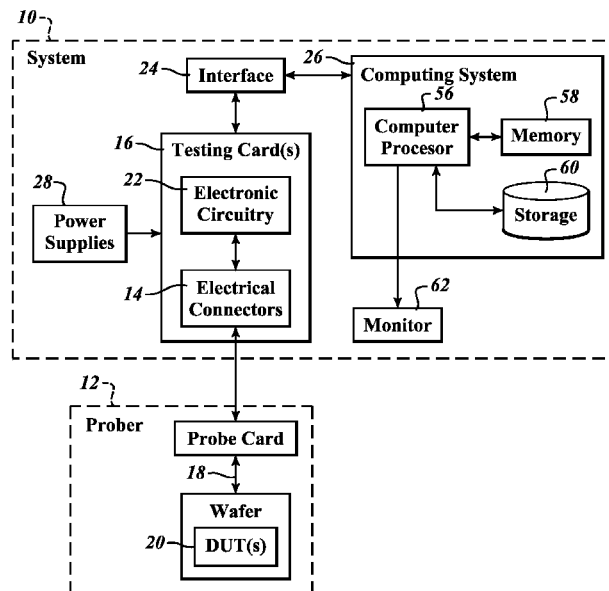 10
System
24
Interface
26
Computing System
56
Computer
Procesor
58
Memory
60
Storage
16
Testing Card(s)
22
Electronic
Circuitry
28
Power
Supplies
14
Electrical
Connectors
62
Monitor
12
Prober
Probe Card
18
Wafer
20
DUT(s)